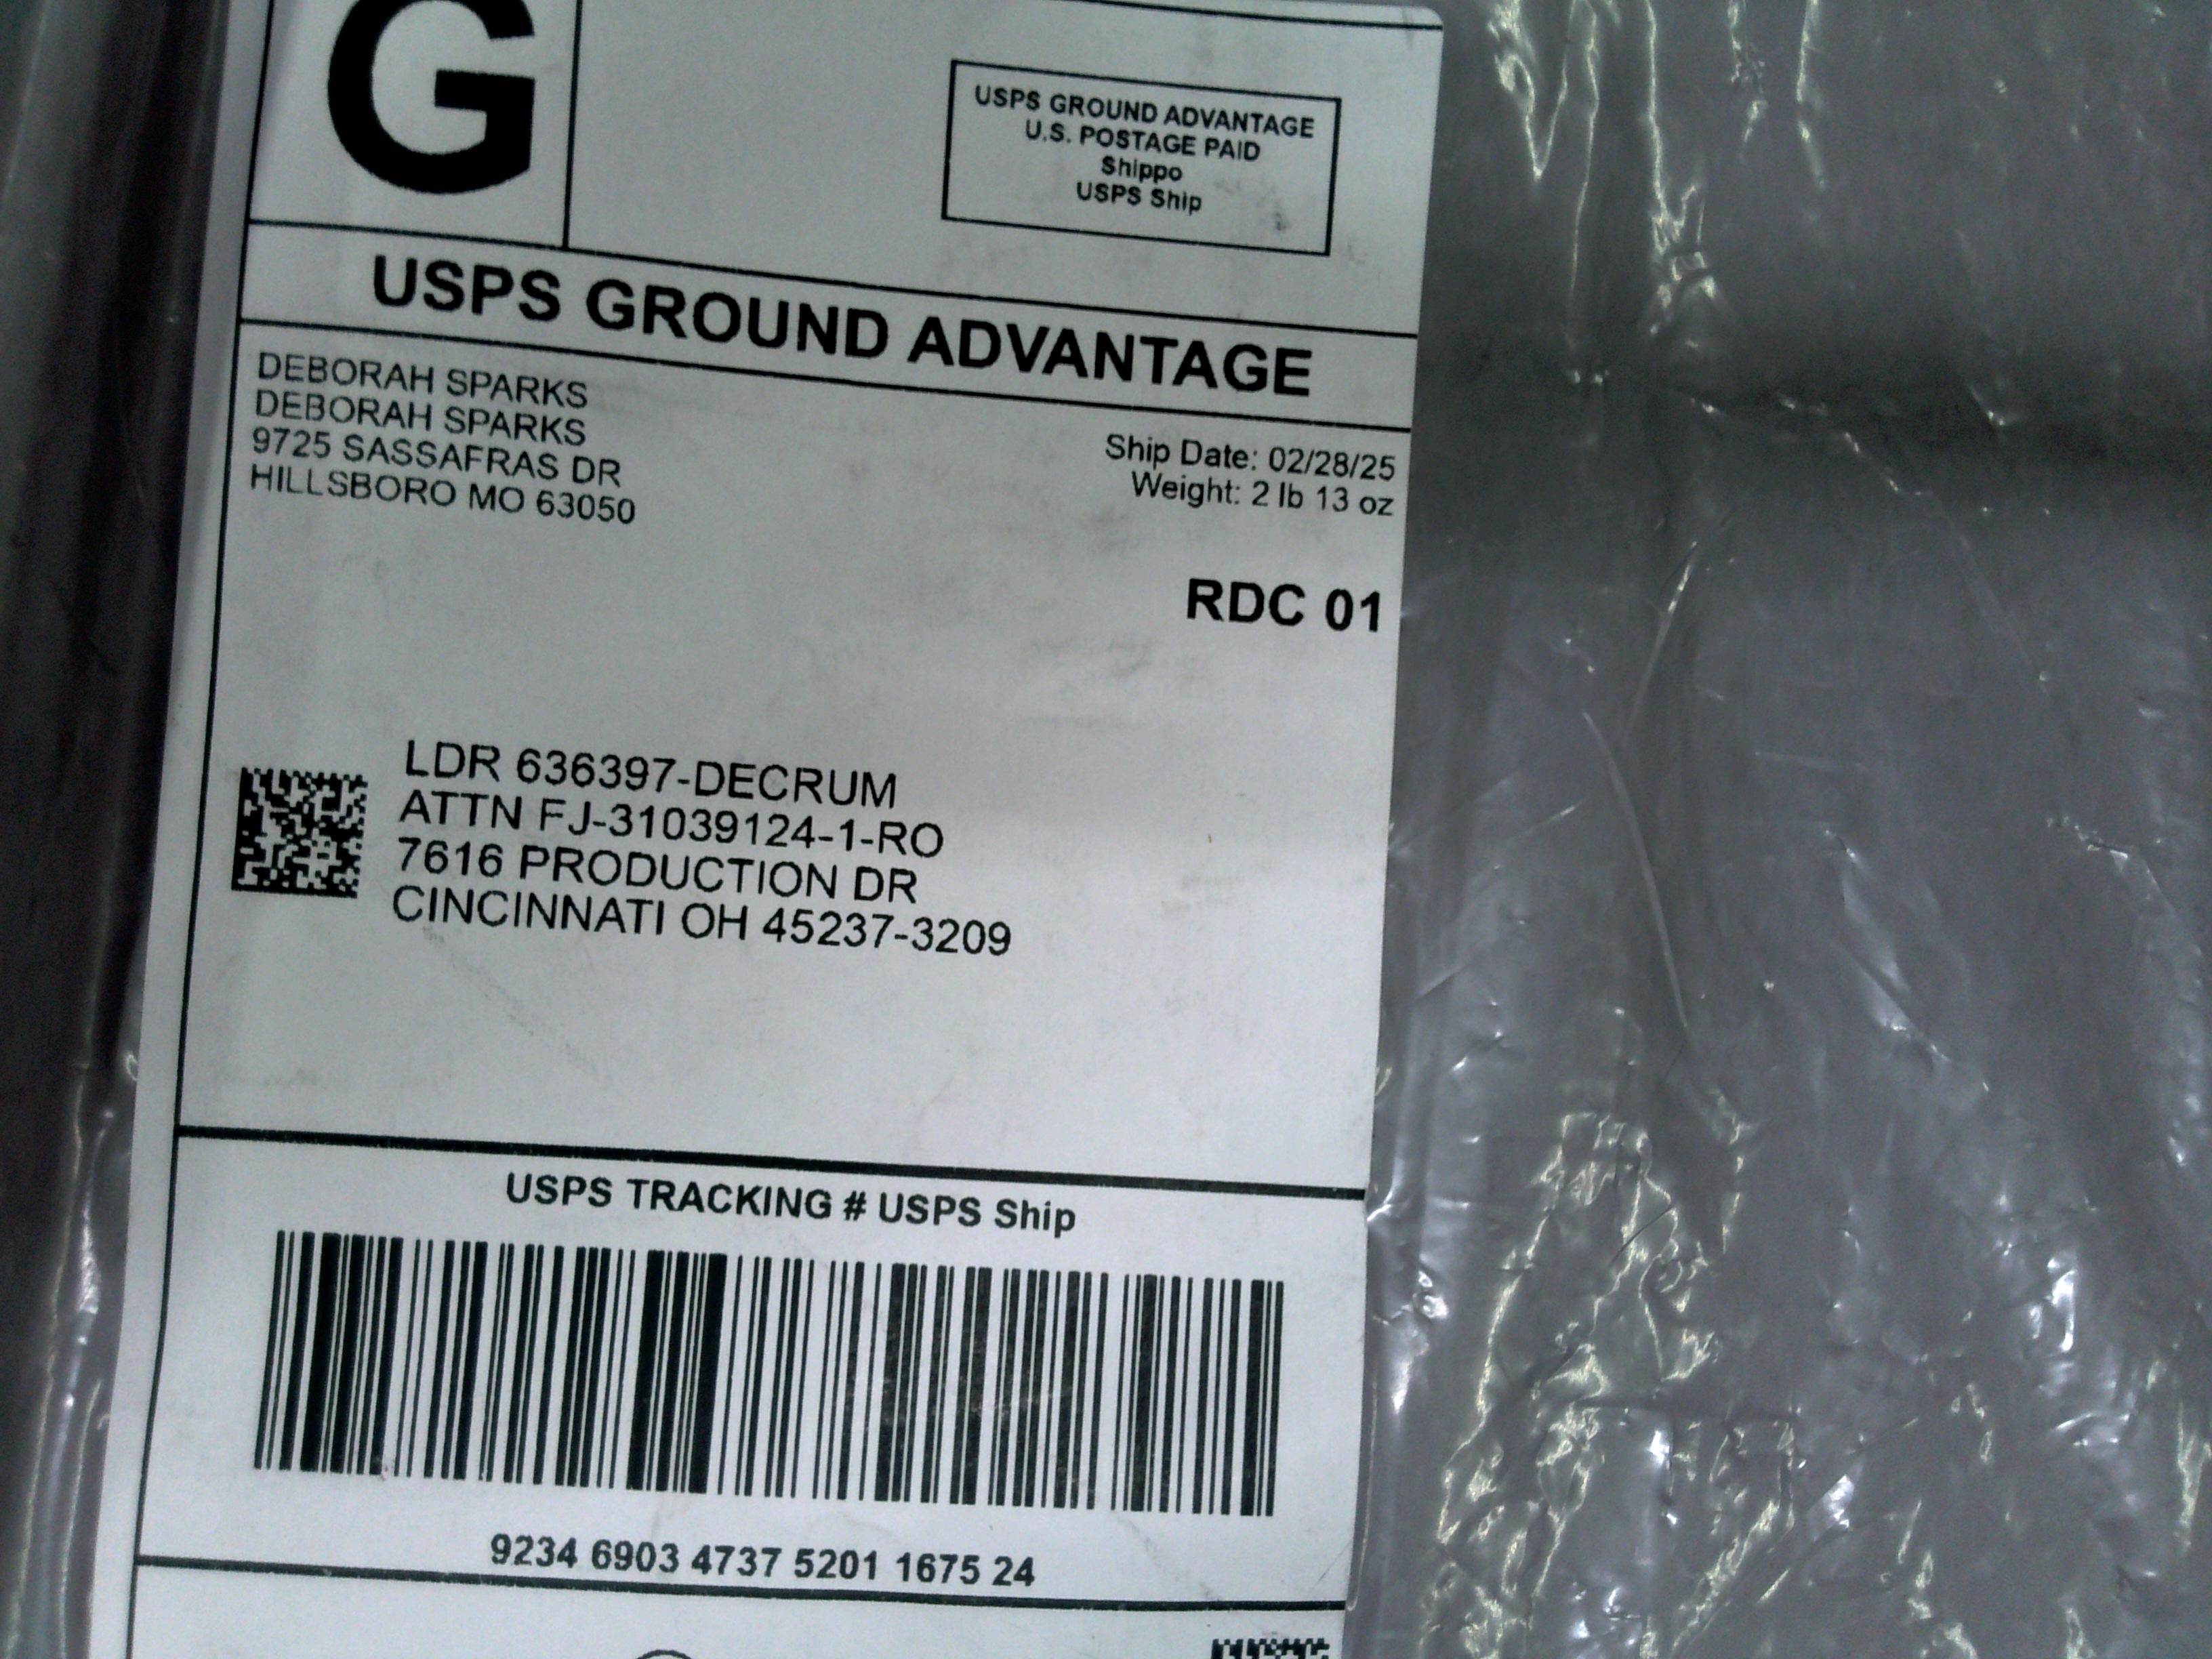 G
USPS GROUND ADVANTAGE
U.S. POSTAGE PAID
Shippo
USPS Ship
USPS GROUND ADVANTAGE
DEBORAH SPARKS
DEBORAH SPARKS
9725 SASSAFRAS DR
HILLSBORO MO 63050
Ship Date: 02/28/25
Weight: 2 lb 13 oz
RDC 01
LDR 636397-DECRUM
ATTN FJ-31039124-1-RO
7616 PRODUCTION DR
CINCINNATI OH 45237-3209
USPS TRACKING # USPS Ship
9234 6903 4737 5201 1675 24